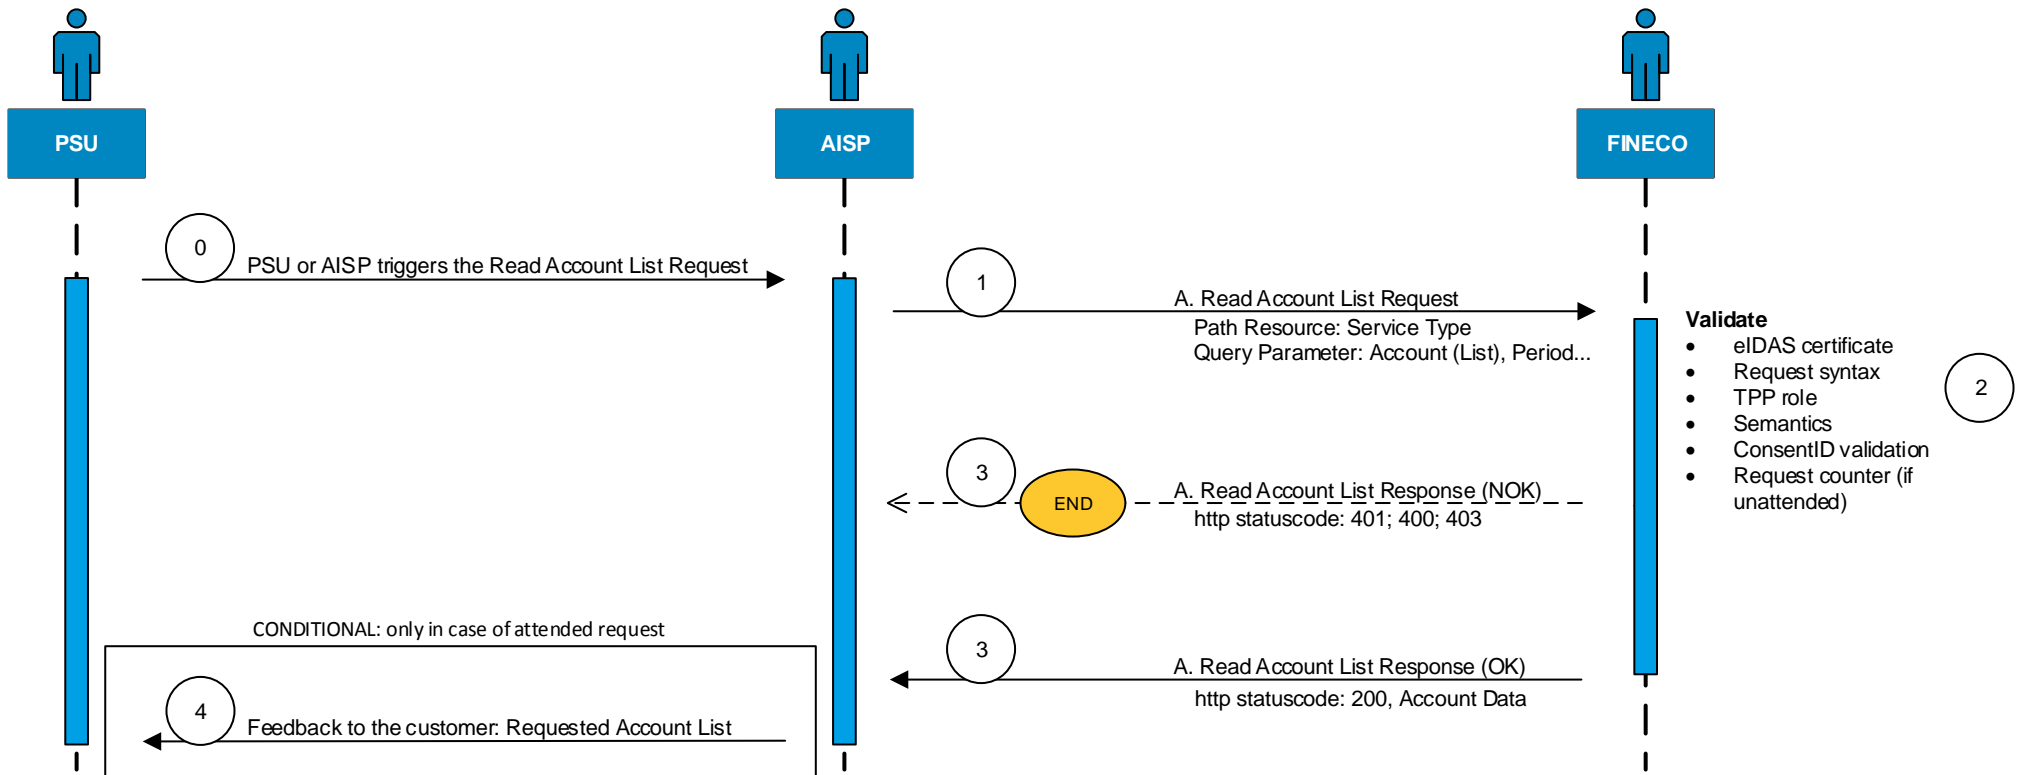 PSU
AISP
FINECO
0
PSU or AISP triggers the Read Account List Request
1
A. Read Account List Request
Path Resource: Service Type
Query Parameter: Account (List), Period...
Validate
• eIDAS certificate
• Request syntax
• TPP role
• Semantics
• ConsentID validation
• Request counter (if
unattended)
2
3
END
A. Read Account List Response (NOK)
http statuscode: 401; 400; 403
CONDITIONAL: only in case of attended request
3
A. Read Account List Response (OK)
http statuscode: 200, Account Data
4
Feedback to the customer: Requested Account List